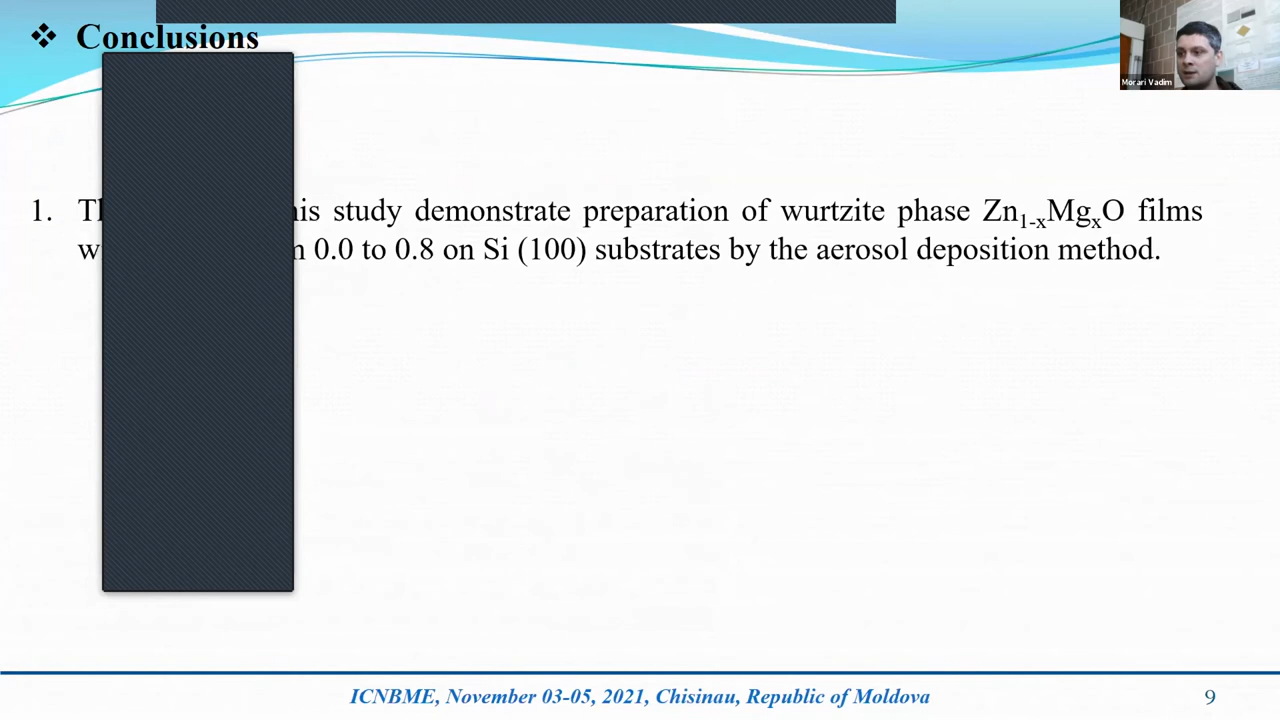 ❖ Conclusions
Morari Vadim
1. his study demonstrate preparation of wurtzite phase Zn1-xMgxO films
0.0 to 0.8 on Si (100) substrates by the aerosol deposition method.
ICNBME, November 03-05, 2021, Chisinau, Republic of Moldova
9